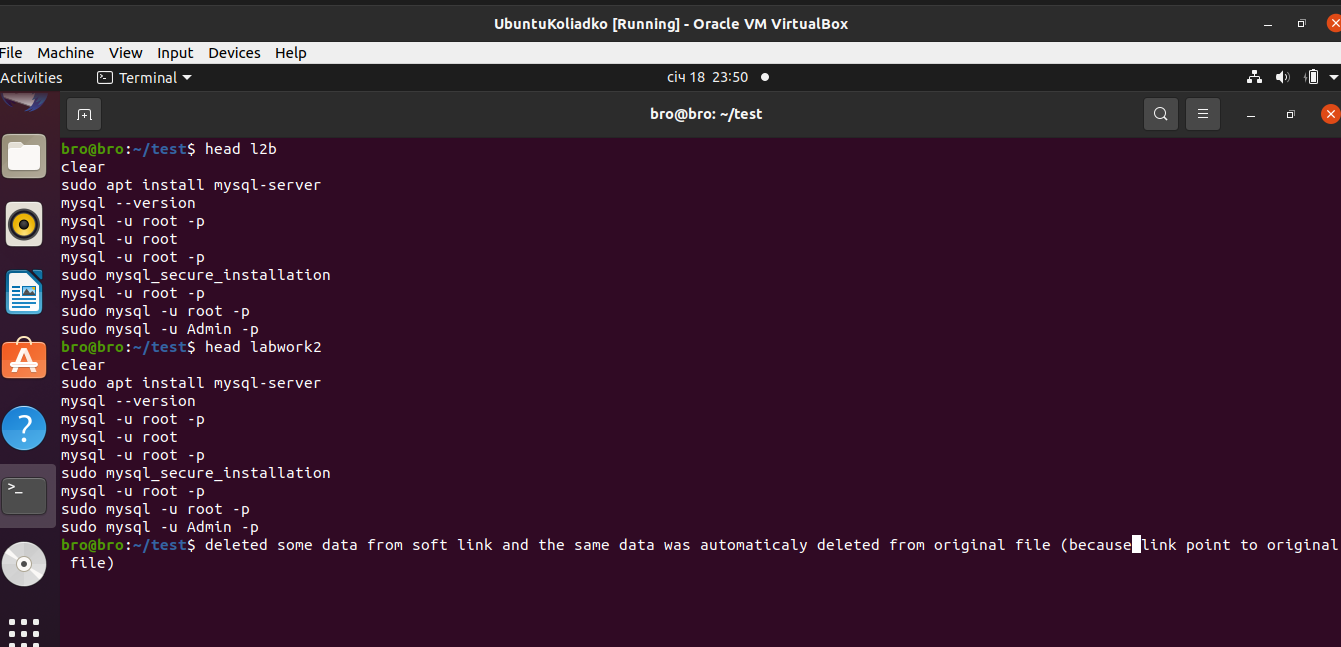 UbuntuKoliadko [Running] - Oracle VM VirtualBox
File Machine View Input Devices Help
Activities Terminal січ 18 23:50
bro@bro: ~/test
bro@bro:~/test$ head l2b
clear
sudo apt install mysql-server
mysql --version
mysql -u root -p
mysql -u root
mysql -u root -p
sudo mysql_secure_installation
mysql -u root -p
sudo mysql -u root -p
sudo mysql -u Admin -p
bro@bro:~/test$ head labwork2
clear
sudo apt install mysql-server
mysql --version
mysql -u root -p
mysql -u root
mysql -u root -p
sudo mysql_secure_installation
mysql -u root -p
sudo mysql -u root -p
sudo mysql -u Admin -p
bro@bro:~/test$ deleted some data from soft link and the same data was automaticaly deleted from original file (because link point to original
file)